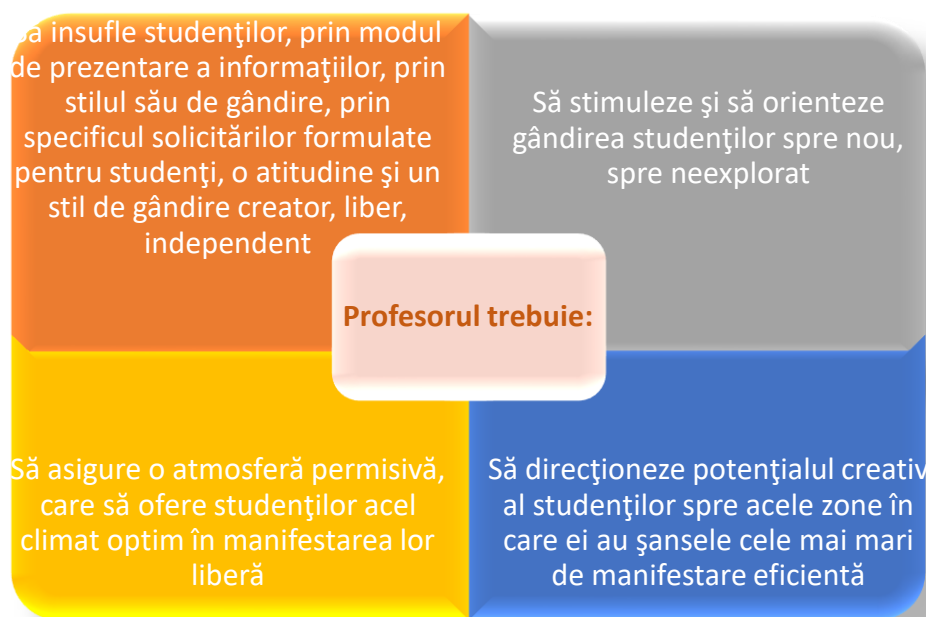 Să insufle studenţilor, prin modul
de prezentare a informaţiilor, prin
stilul său de gândire, prin
specificul solicitărilor formulate
pentru studenţi, o atitudine şi un
stil de gândire creator, liber,
independent
Să stimuleze şi să orienteze
gândirea studenţilor spre nou,
spre neexplorat
Profesorul trebuie:
Să asigure o atmosferă permisivă,
care să ofere studenţilor acel
climat optim în manifestarea lor
liberă
Să direcţioneze potenţialul creativ
al studenţilor spre acele zone în
care ei au şansele cele mai mari
de manifestare eficientă